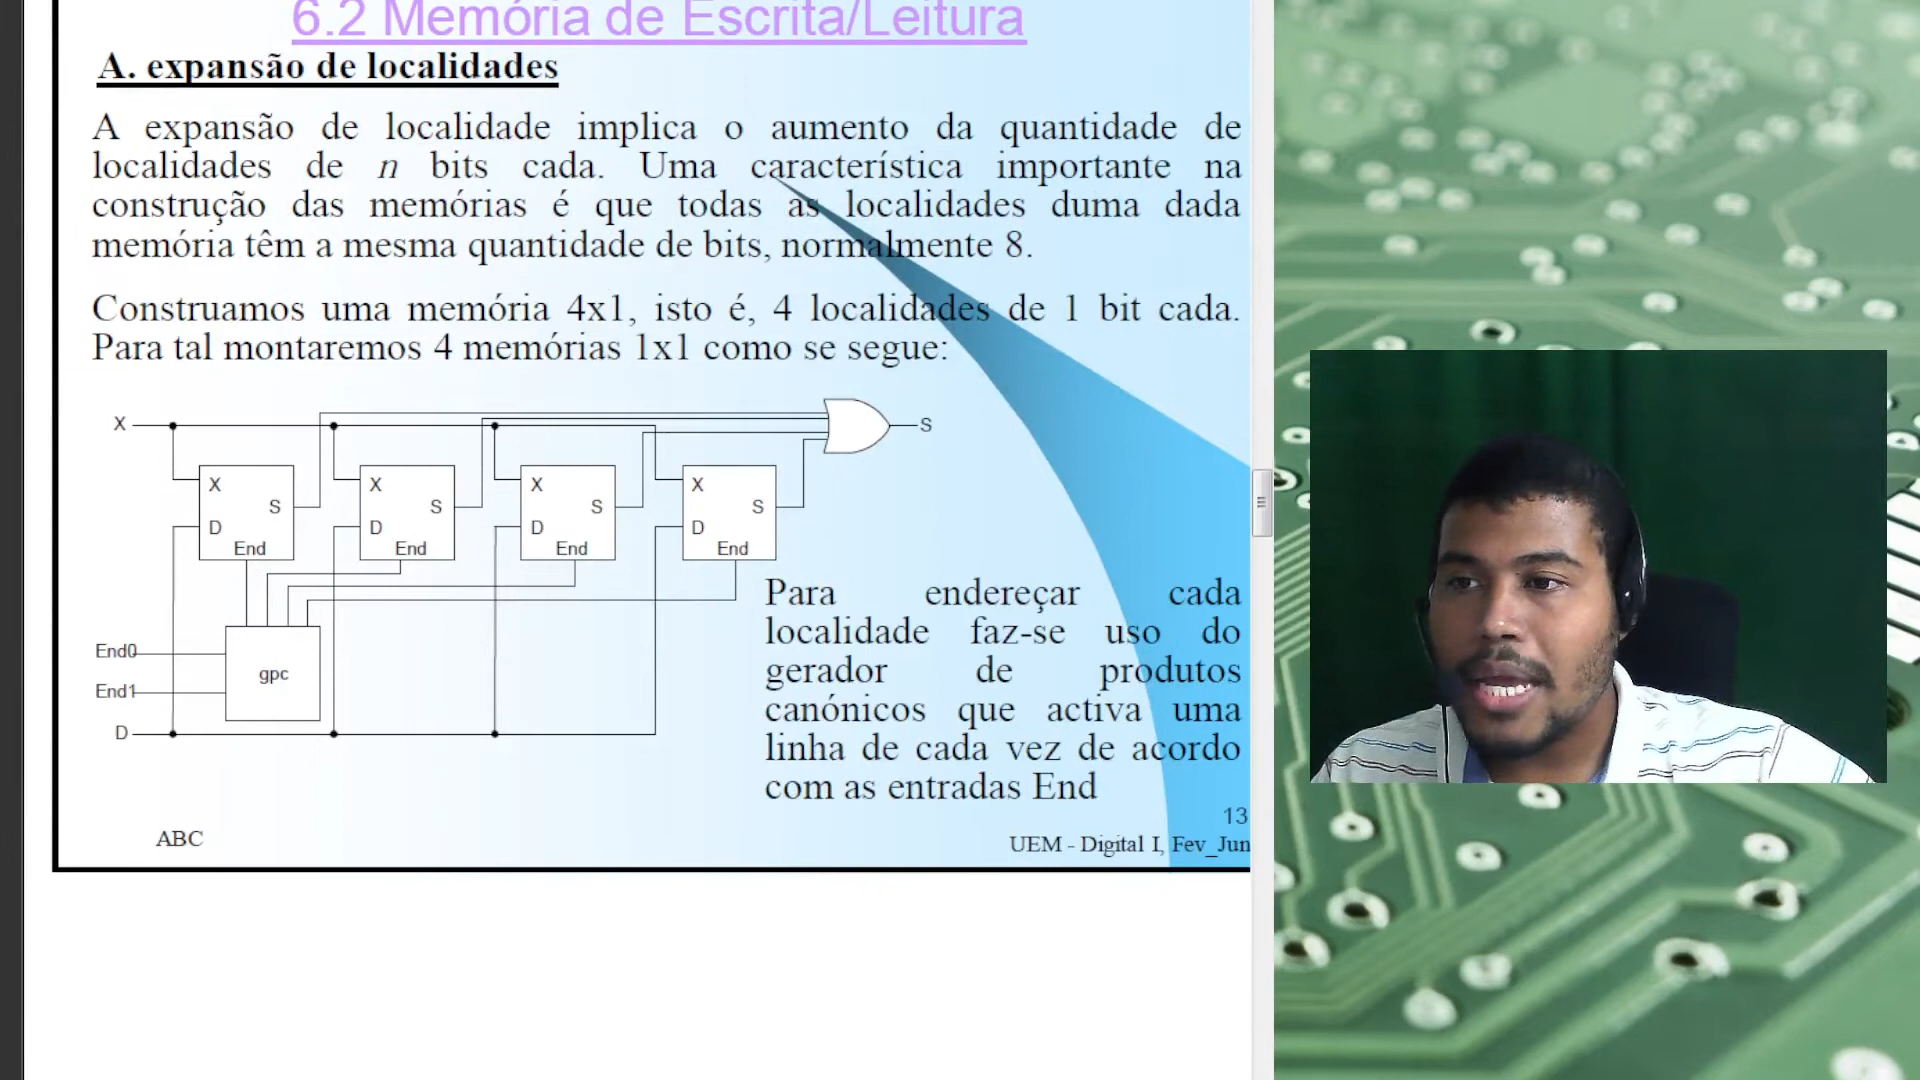 6.2 Memória de Escrita/Leitura
A. expansão de localidades
A expansão de localidade implica o aumento da quantidade de
localidades de n bits cada. Uma característica importante na
construção das memórias é que todas as localidades duma dada
memória têm a mesma quantidade de bits, normalmente 8.
Construamos uma memória 4x1, isto é, 4 localidades de 1 bit cada.
Para tal montaremos 4 memórias 1x1 como se segue:
X S
X X X X
S S S S
D D D D
End End End End
End0
gpc
End1
D
Para endereçar cada
localidade faz-se uso do
gerador de produtos
canónicos que activa uma
linha de cada vez de acordo
com as entradas End
13
ABC
UEM - Digital I, Fev_Jun